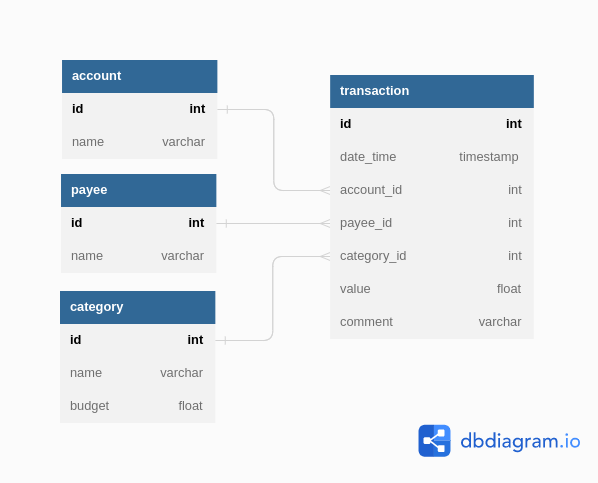 account
id int
name varchar
payee
id int
name varchar
category
id int
name varchar
budget float
transaction
id int
date_time timestamp
account_id int
payee_id int
category_id int
value float
comment varchar
dbdiagram.io